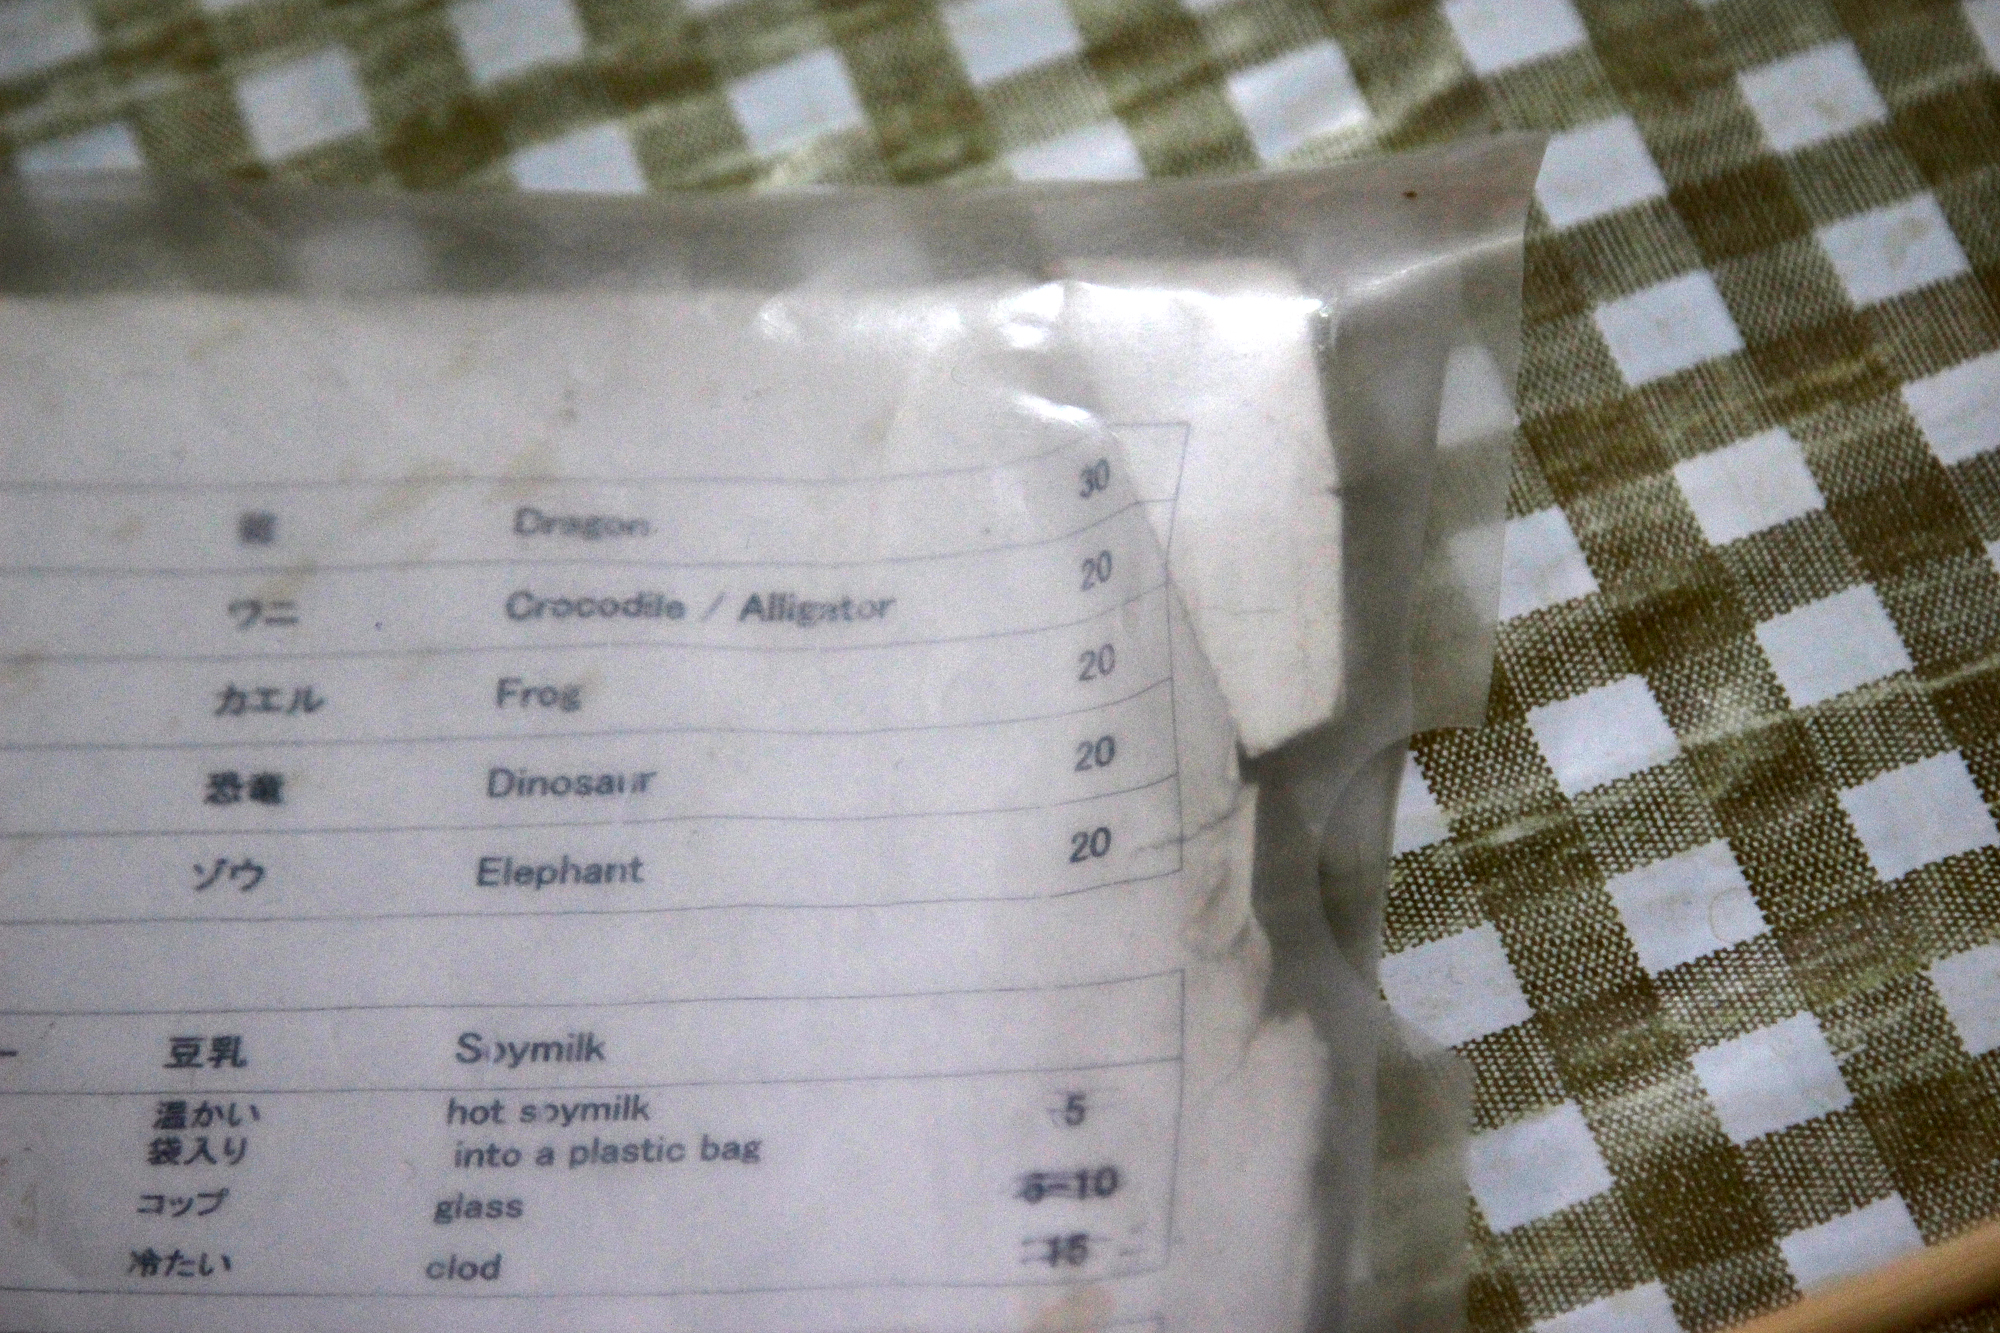 Dragon 30
ワニ Crocodile / Alligator 20
カエル Frog 20
恐竜 Dinosaur 20
ゾウ Elephant 20
豆乳 Soymilk
温かい hot soymilk 5
袋入り into a plastic bag
コップ glass 10
冷たい clod 15